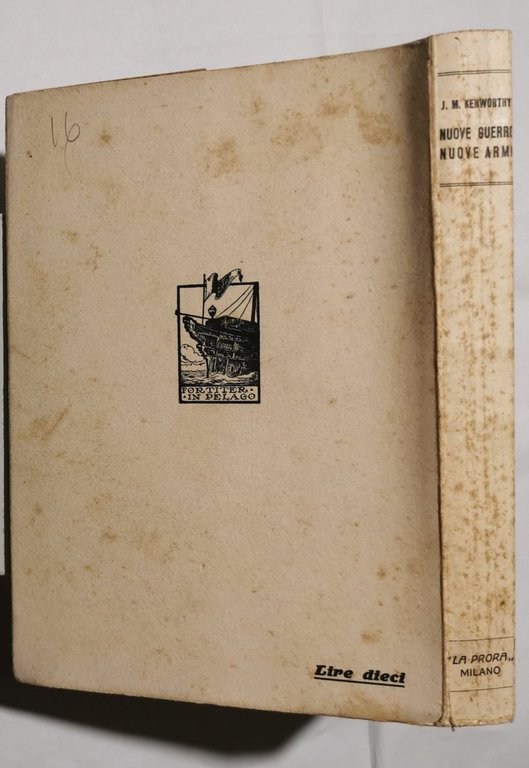 16
FORTITER
IN PELAGO
Lire dieci
J. M. KENWORTHY
NUOVE GUERRE
NUOVE ARMI
"LA PRORA"
MILANO